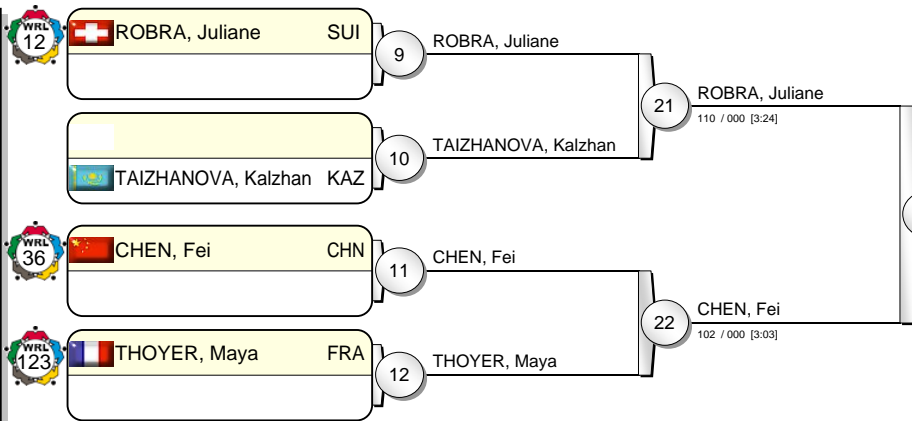 WRL
12
ROBRA, Juliane SUI
9
ROBRA, Juliane
21
ROBRA, Juliane
110 / 000 [3:24]
TAIZHANOVA, Kalzhan KAZ
10
TAIZHANOVA, Kalzhan
WRL
36
CHEN, Fei CHN
11
CHEN, Fei
22
CHEN, Fei
102 / 000 [3:03]
WRL
123
THOYER, Maya FRA
12
THOYER, Maya